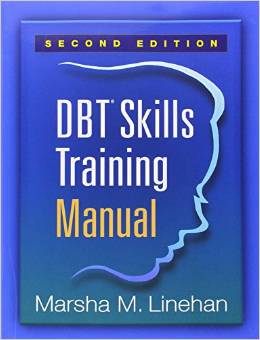 SECOND EDITION
DBT® Skills
Training
Manual
Marsha M. Linehan